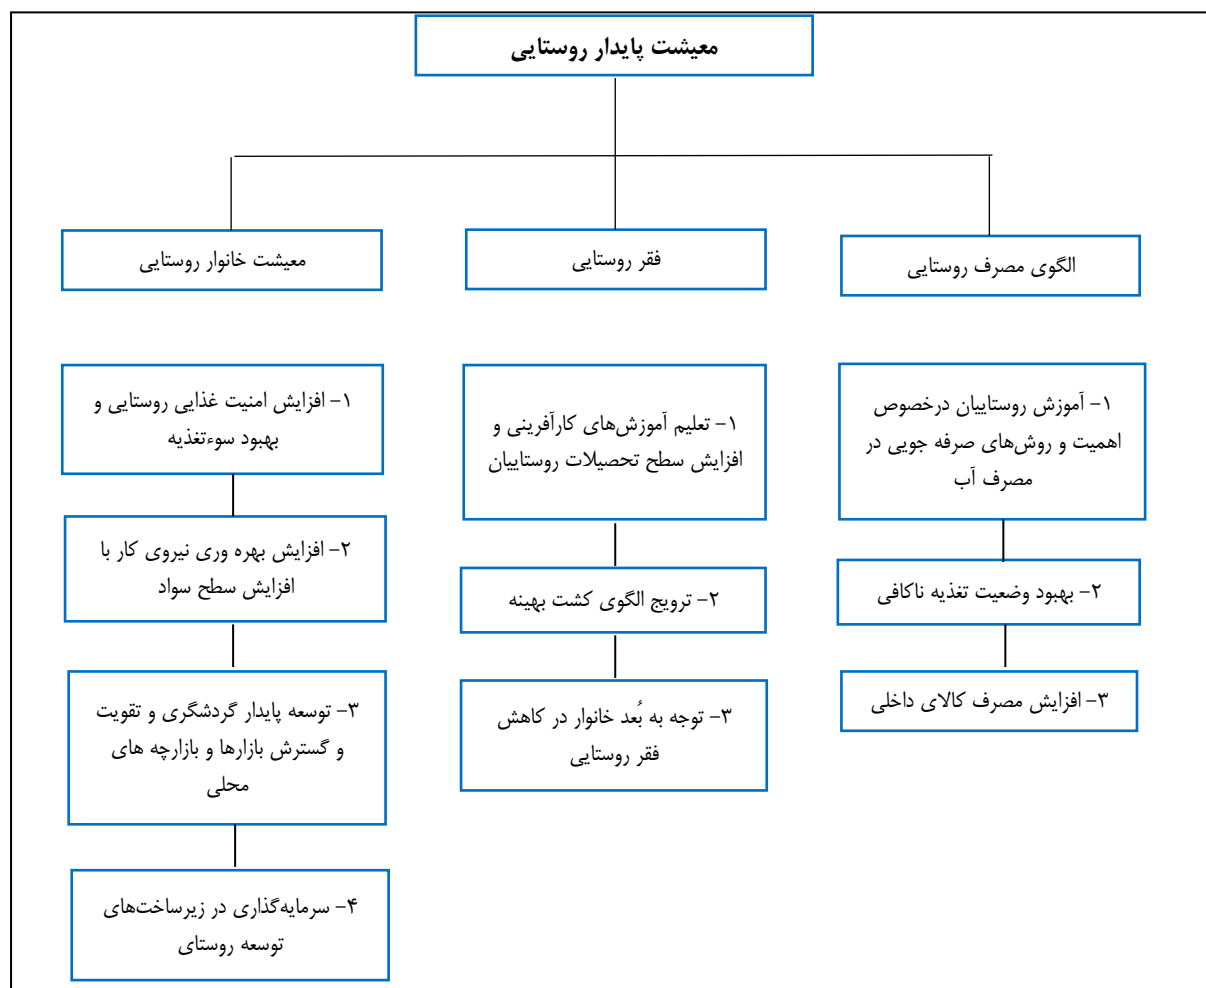 معیشت پایدار روستایی
الگوی مصرف روستایی
۱- آموزش روستاییان درخصوص
اهمیت و روش‌های صرفه جویی در
مصرف آب
۲- بهبود وضعیت تغذیه ناکافی
۳- افزایش مصرف کالای داخلی
فقر روستایی
۱- تعلیم آموزش‌های کارآفرینی و
افزایش سطح تحصیلات روستاییان
۲- ترویج الگوی کشت بهینه
۳- توجه به بُعد خانوار در کاهش
فقر روستایی
معیشت خانوار روستایی
۱- افزایش امنیت غذایی روستایی و
بهبود سوءتغذیه
۲- افزایش بهره وری نیروی کار با
افزایش سطح سواد
۳- توسعه پایدار گردشگری و تقویت
و گسترش بازارها و بازارچه های
محلی
۴- سرمایه‌گذاری در زیرساخت‌های
توسعه روستای